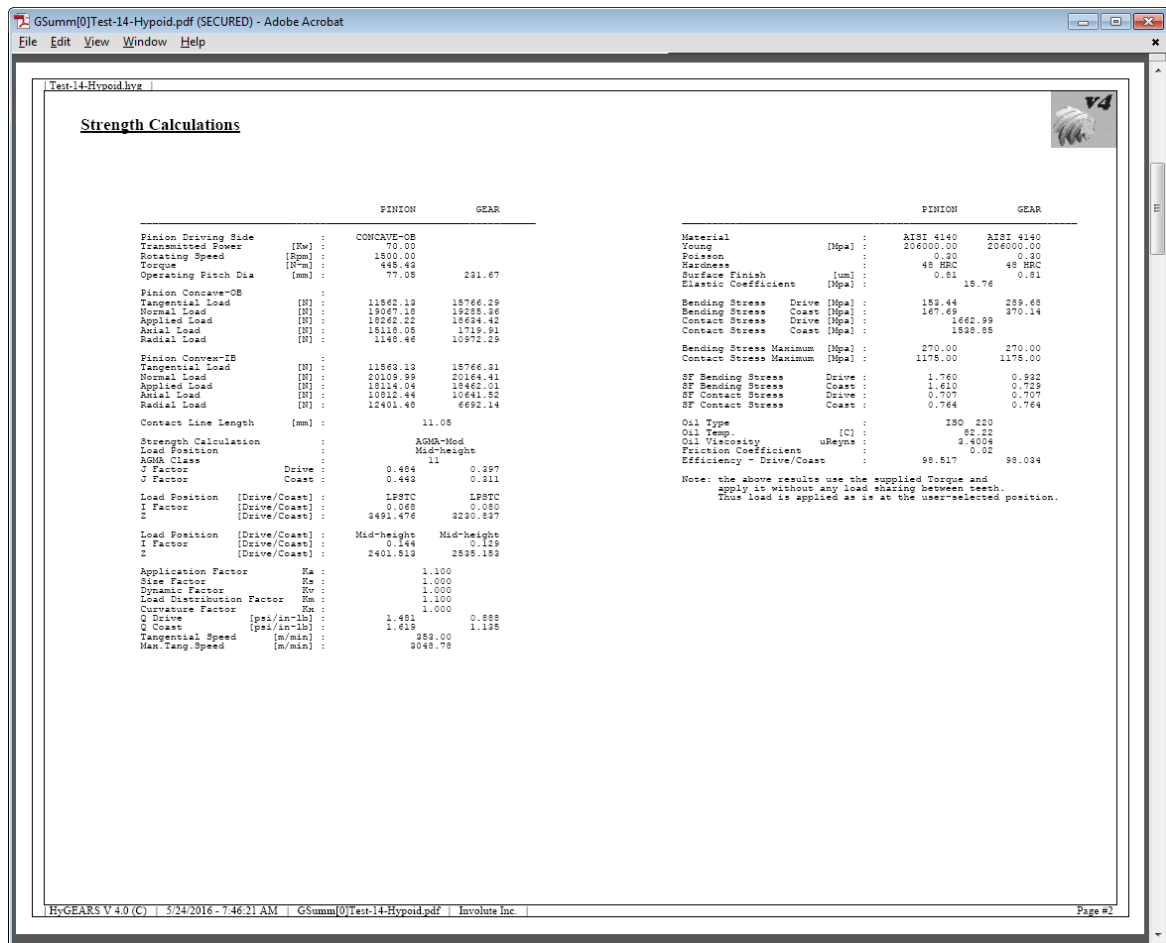 GSumm[0]Test-14-Hypoid.pdf (SECURED) - Adobe Acrobat
File Edit View Window Help
| Test-14-Hypoid.hyg |
V4
Strength Calculations
PINION GEAR
Pinion Driving Side : CONCAVE-OB
Transmitted Power [Kw] : 70.00
Rotating Speed [Rpm] : 1500.00
Torque [N-m] : 445.43
Operating Pitch Dia [mm] : 77.05 231.67
Pinion Concave-OB :
Tangential Load [N] : 11562.13 15766.29
Normal Load [N] : 19067.18 19285.36
Applied Load [N] : 18262.22 18634.42
Axial Load [N] : 15118.05 1719.91
Radial Load [N] : 1148.46 10972.29
Pinion Convex-IB :
Tangential Load [N] : 11563.13 15766.31
Normal Load [N] : 20109.99 20164.41
Applied Load [N] : 18114.04 18462.01
Axial Load [N] : 10812.44 10641.52
Radial Load [N] : 12401.48 6692.14
Contact Line Length [mm] : 11.05
Strength Calculation : AGMA-Mod
Load Position : Mid-height
AGMA Class : 11
J Factor Drive : 0.484 0.397
J Factor Coast : 0.443 0.311
Load Position [Drive/Coast] : LPSTC LPSTC
I Factor [Drive/Coast] : 0.068 0.080
Z [Drive/Coast] : 3491.476 3230.837
Load Position [Drive/Coast] : Mid-height Mid-height
I Factor [Drive/Coast] : 0.144 0.129
Z [Drive/Coast] : 2401.513 2535.153
Application Factor Ka : 1.100
Size Factor Ks : 1.000
Dynamic Factor Kv : 1.000
Load Distribution Factor Km : 1.100
Curvature Factor Kx : 1.000
Q Drive [psi/in-lb] : 1.481 0.888
Q Coast [psi/in-lb] : 1.619 1.135
Tangential Speed [m/min] : 353.00
Max.Tang.Speed [m/min] : 3048.78
PINION GEAR
Material : AISI 4140 AISI 4140
Young [Mpa] : 206000.00 206000.00
Poisson : 0.30 0.30
Hardness : 48 HRC 48 HRC
Surface Finish [um] : 0.81 0.81
Elastic Coefficient [Mpa] : 15.76
Bending Stress Drive [Mpa] : 153.44 289.68
Bending Stress Coast [Mpa] : 167.69 370.14
Contact Stress Drive [Mpa] : 1662.99
Contact Stress Coast [Mpa] : 1538.85
Bending Stress Maximum [Mpa] : 270.00 270.00
Contact Stress Maximum [Mpa] : 1175.00 1175.00
SF Bending Stress Drive : 1.760 0.932
SF Bending Stress Coast : 1.610 0.729
SF Contact Stress Drive : 0.707 0.707
SF Contact Stress Coast : 0.764 0.764
Oil Type : ISO 220
Oil Temp. [C] : 82.22
Oil Viscosity uReyns : 3.4004
Friction Coefficient : 0.02
Efficiency - Drive/Coast : 98.517 98.034
Note: the above results use the supplied Torque and
apply it without any load sharing between teeth.
Thus load is applied as is at the user-selected position.
| HyGEARS V 4.0 (C) | 5/24/2016 - 7:46:21 AM | GSumm[0]Test-14-Hypoid.pdf | Involute Inc. | Page #2